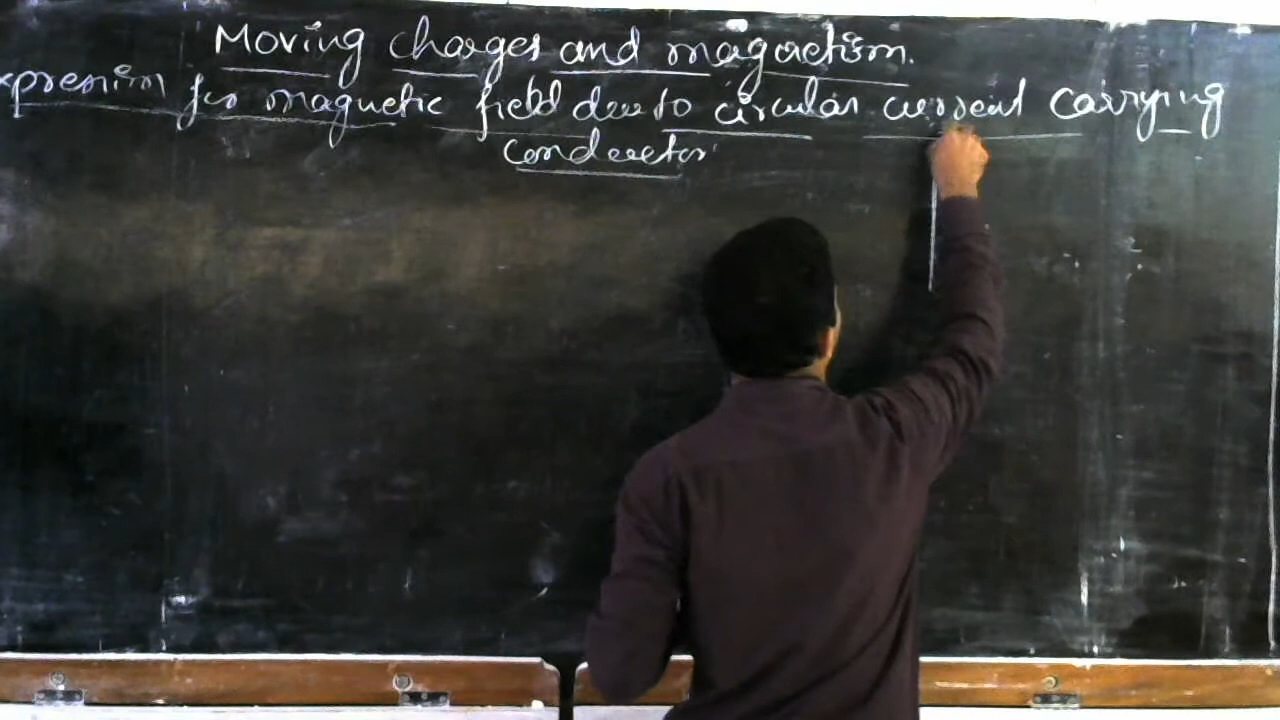 Moving charges and magnetism.
xpression for magnetic field due to circular current carrying
conductor